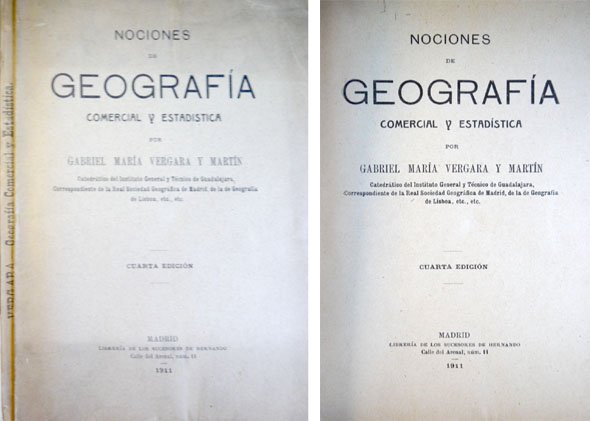 VERGARA.—Geografía Comercial y Estadística.
NOCIONES
DE
GEOGRAFÍA
COMERCIAL Y ESTADISTICA
POR
GABRIEL MARÍA VERGARA Y MARTÍN
Catedrático del Instituto General y Técnico de Guadalajara,
Correspondiente de la Real Sociedad Geográfica de Madrid, de la de Geografía
de Lisboa, etc., etc.
CUARTA EDICIÓN
MADRID
LIBRERÍA DE LOS SUCESORES DE HERNANDO
Calle del Arenal, núm. 11
1911
NOCIONES
DE
GEOGRAFÍA
COMERCIAL Y ESTADÍSTICA
POR
GABRIEL MARÍA VERGARA Y MARTÍN
Catedrático del Instituto General y Técnico de Guadalajara,
Correspondiente de la Real Sociedad Geográfica de Madrid, de la de Geografía
de Lisboa, etc., etc.
CUARTA EDICIÓN
MADRID
LIBRERÍA DE LOS SUCESORES DE HERNANDO
Calle del Arenal, núm. 11
1911